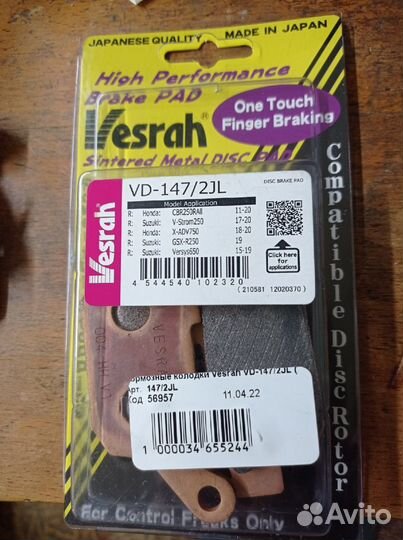 JAPANESE QUALITY MADE IN JAPAN
High Performance
Brake PAD
Vesrah®
One Touch
Finger Braking
Sintered Metal DISC PAD
Compatible Disc Rotor
Vesrah
VD-147/2JL
DISC BRAKE PAD
Model Application
R: Honda: CBR250RA8 11-20
R: Suzuki: V-Strom250 17-20
R: Honda: X-ADV750 18-20
R: Suzuki: GSX-R250 19
R: Suzuki: Versys650 15-19
Click here for
applications
4 544540 102320
(210581 12020370)
VESR
ормозные колодки Vesrah VD-147/2JL (
Арт. 147/2JL
Код 56957 11.04.22
1 000034 655244
For Control Freaks Only
Avito